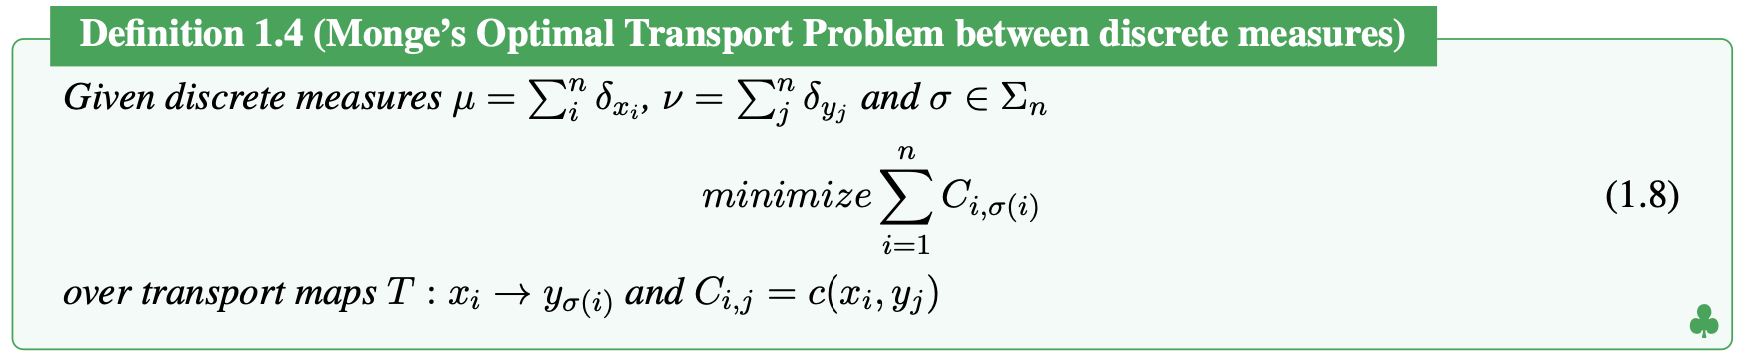 Definition 1.4 (Monge's Optimal Transport Problem between discrete measures)
Given discrete measures $\mu = \sum_i^n \delta_{x_i}$, $\nu = \sum_j^n \delta_{y_j}$ and $\sigma \in \Sigma_n$
$minimize \sum_{i=1}^{n} C_{i,\sigma(i)}$ (1.8)
over transport maps $T : x_i \to y_{\sigma(i)}$ and $C_{i,j} = c(x_i, y_j)$
♣